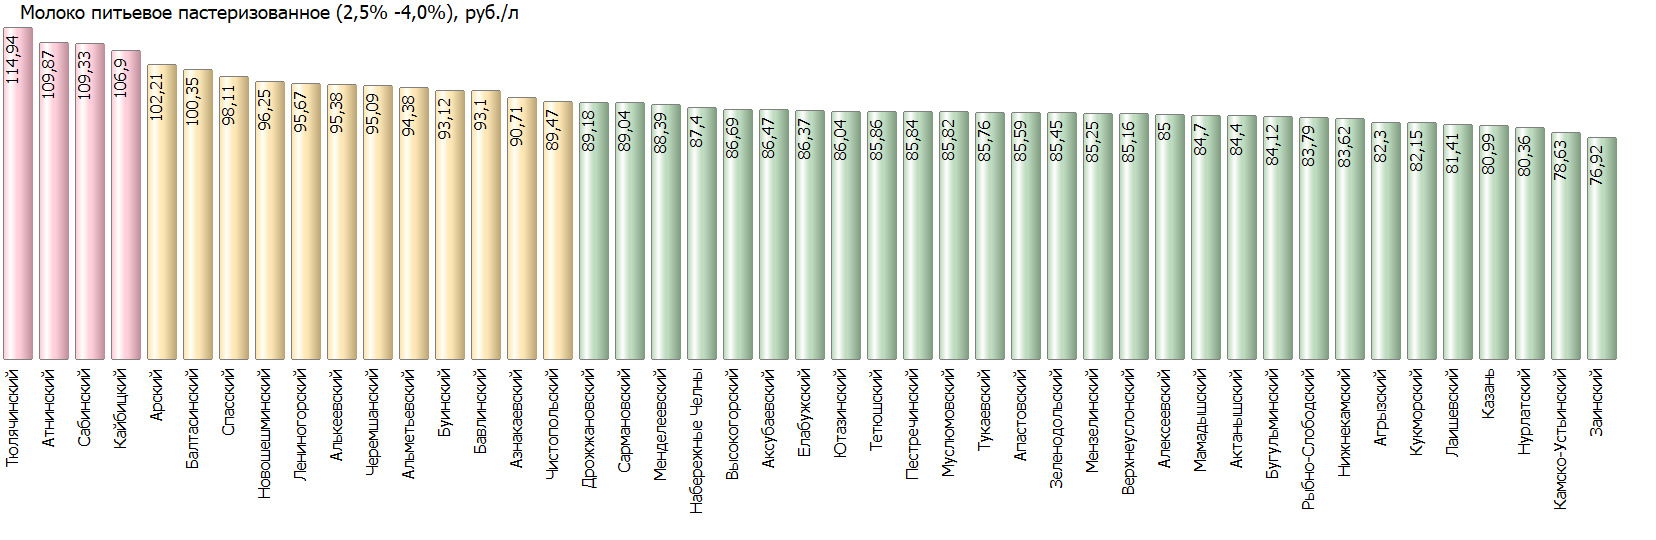 Молоко питьевое пастеризованное (2,5% -4,0%), руб./л
114,94
109,87
109,33
106,9
102,21
100,35
98,11
96,25
95,67
95,38
95,09
94,38
93,12
93,1
90,71
89,47
89,18
89,04
88,39
87,4
86,69
86,47
86,37
86,04
85,86
85,84
85,82
85,76
85,59
85,45
85,25
85,16
85
84,7
84,4
84,12
83,79
83,62
82,3
82,15
81,41
80,99
80,36
78,63
76,92
Тюлячинский
Атнинский
Сабинский
Кайбицкий
Арский
Балтасинский
Спасский
Новошешминский
Лениногорский
Алькеевский
Черемшанский
Альметьевский
Буинский
Бавлинский
Азнакаевский
Чистопольский
Дрожжановский
Сармановский
Менделеевский
Набережные Челны
Высокогорский
Аксубаевский
Елабужский
Ютазинский
Тетюшский
Пестречинский
Муслюмовский
Тукаевский
Апастовский
Зеленодольский
Мензелинский
Верхнеуслонский
Алексеевский
Мамадышский
Актанышский
Бугульминский
Рыбно-Слободский
Нижнекамский
Агрызский
Кукморский
Лаишевский
Казань
Нурлатский
Камско-Устьинский
Заинский